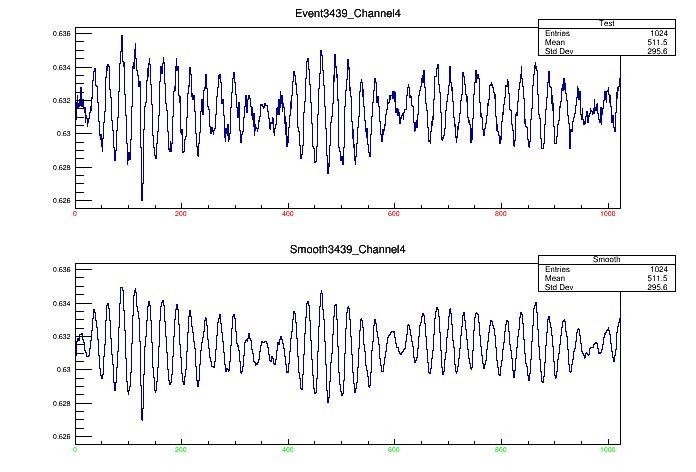 Event3439_Channel4
Test
Entries 1024
Mean 511.5
Std Dev 295.6
0.636
0.634
0.632
0.63
0.628
0.626
0 200 400 600 800 1000
Smooth3439_Channel4
Smooth
Entries 1024
Mean 511.5
Std Dev 295.6
0.636
0.634
0.632
0.63
0.628
0.626
0 200 400 600 800 1000